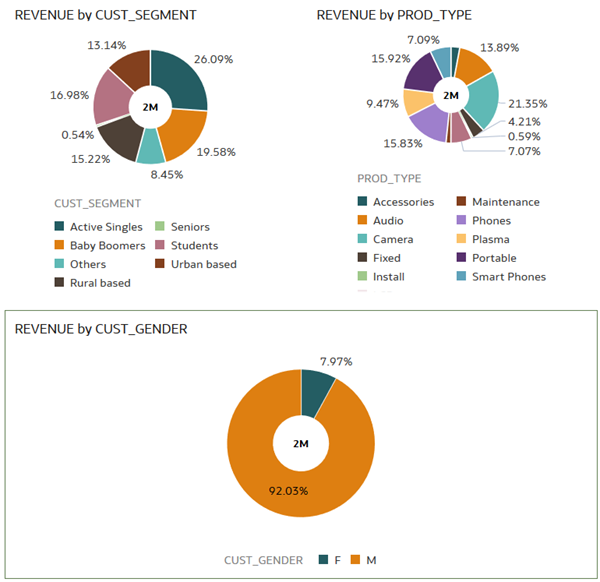 REVENUE by CUST_SEGMENT
13.14%
26.09%
16.98%
2M
0.54%
15.22%
19.58%
8.45%
CUST_SEGMENT
Active Singles
Seniors
Baby Boomers
Students
Others
Urban based
Rural based
REVENUE by PROD_TYPE
7.09%
13.89%
15.92%
2M
9.47%
21.35%
4.21%
0.59%
15.83%
7.07%
PROD_TYPE
Accessories
Maintenance
Audio
Phones
Camera
Plasma
Fixed
Portable
Install
Smart Phones
REVENUE by CUST_GENDER
7.97%
2M
92.03%
CUST_GENDER F M